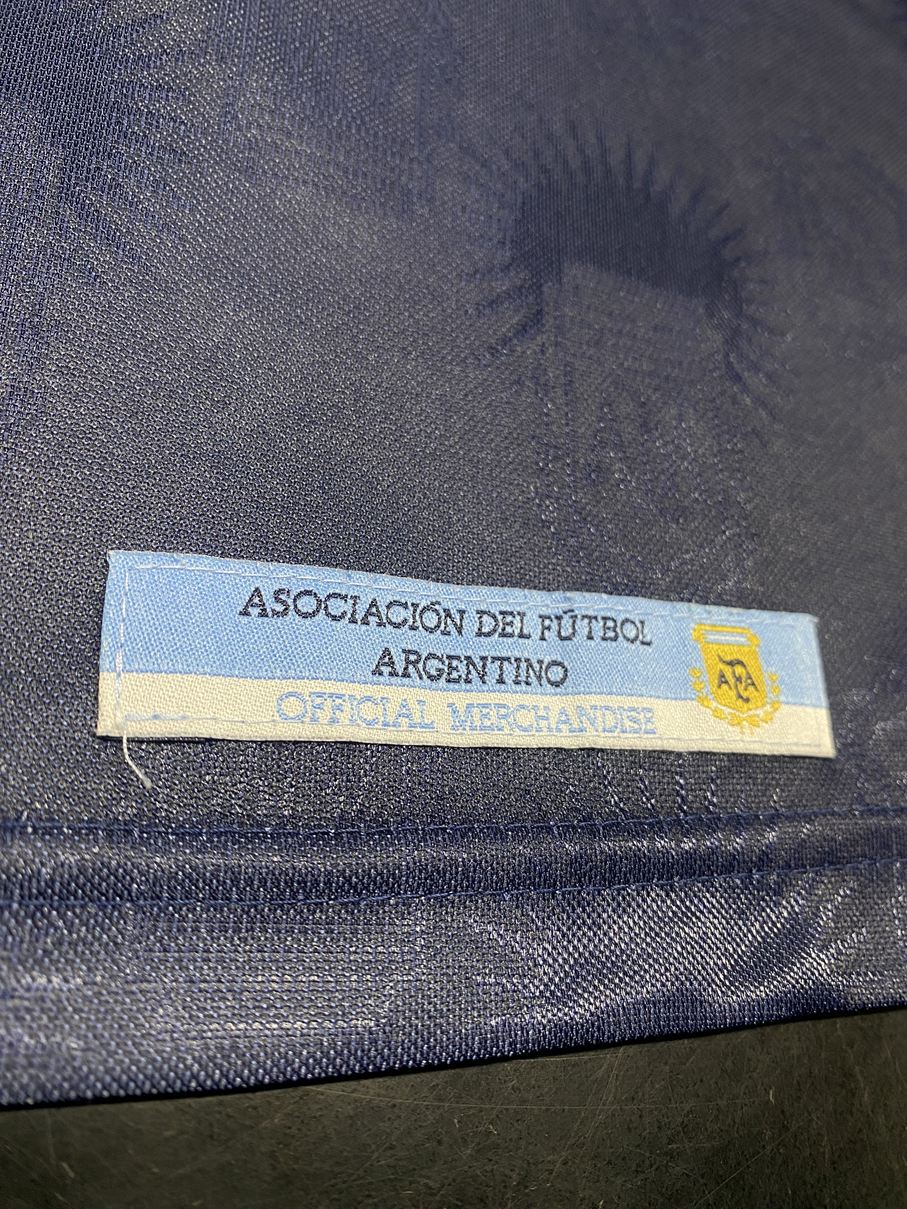 ASOCIACIÓN DEL FÚTBOL
ARGENTINO
OFFICIAL MERCHANDISE
AFA